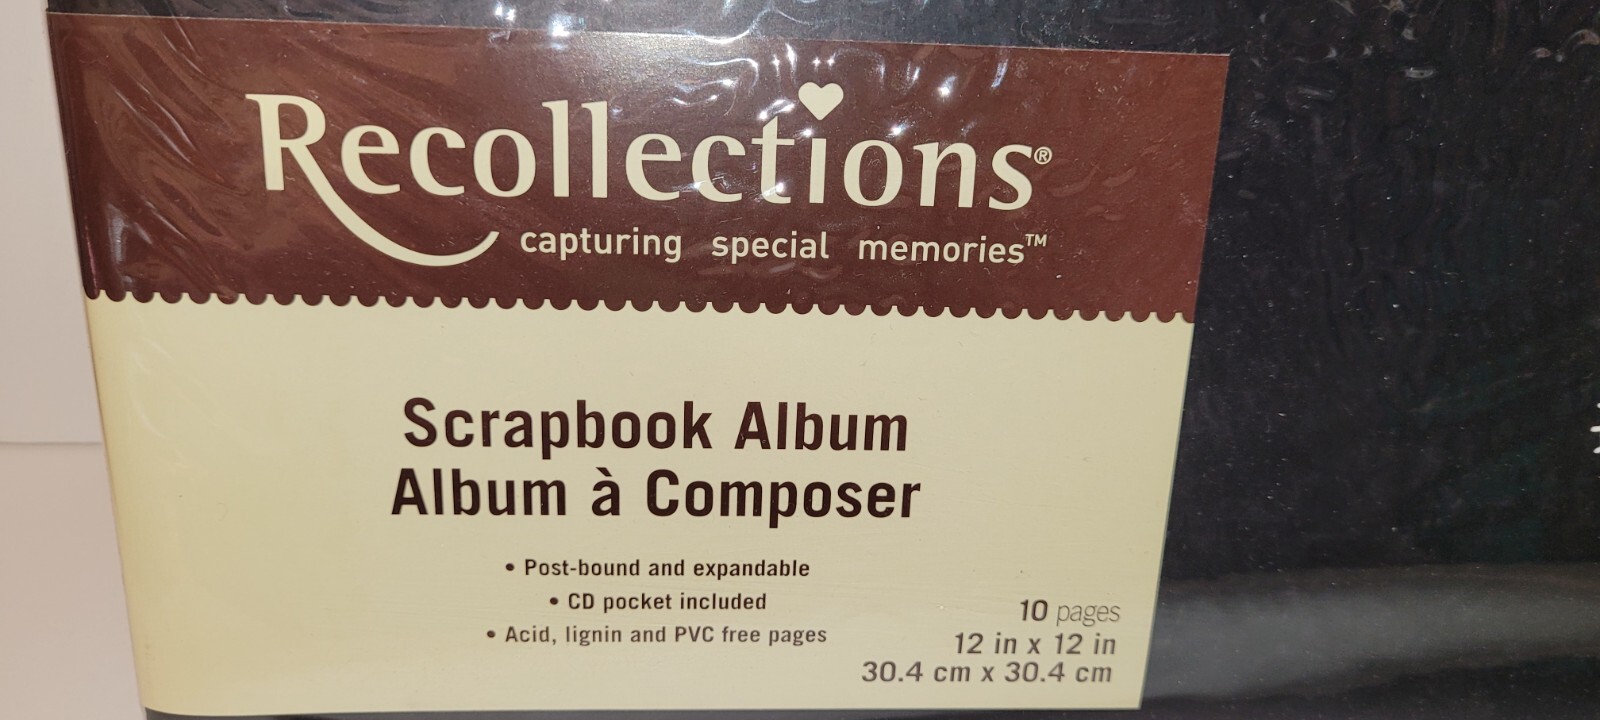 Recollections®
capturing special memories™
Scrapbook Album
Album à Composer
• Post-bound and expandable
• CD pocket included
• Acid, lignin and PVC free pages
10 pages
12 in x 12 in
30.4 cm x 30.4 cm